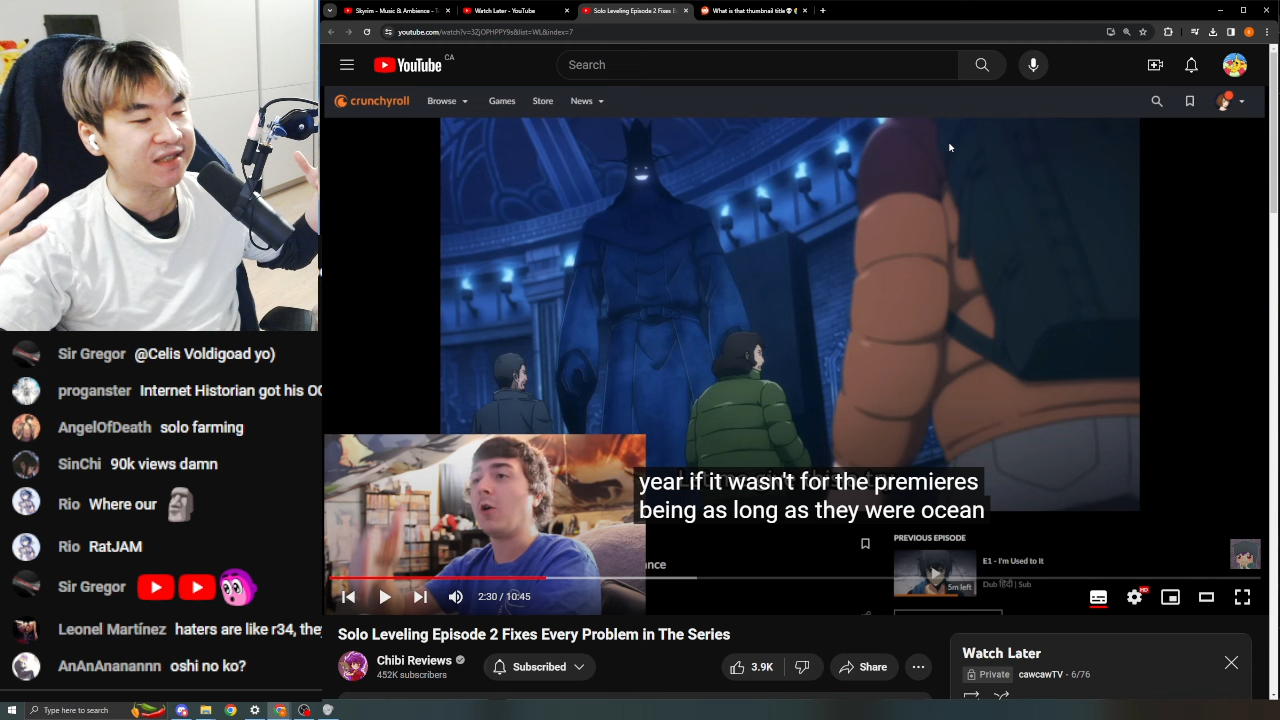 Skyrim - Music & Ambience -
Watch Later - YouTube
Solo Leveling Episode 2 Fixes
What is that thumbnail title
youtube.com/watch?v=3ZjOPHPPY9s&list=WL&index=7
YouTube CA
Search
crunchyroll
Browse
Games
Store
News
Sir Gregor @Celis Voldigoad yo)
proganster Internet Historian got his OC
AngelOfDeath solo farming
SinChi 90k views damn
Rio Where our
Rio RatJAM
Sir Gregor
Leonel Martínez haters are like r34, they
AnAnAnanannn oshi no ko?
year if it wasn't for the premieres
being as long as they were ocean
nce
PREVIOUS EPISODE
E1 - I'm Used to It
Dub हिंदी | Sub
5m left
2:30 / 10:45
HD
Solo Leveling Episode 2 Fixes Every Problem in The Series
Chibi Reviews
452K subscribers
Subscribed
3.9K
Share
Watch Later
Private cawcawTV - 6/76
Type here to search